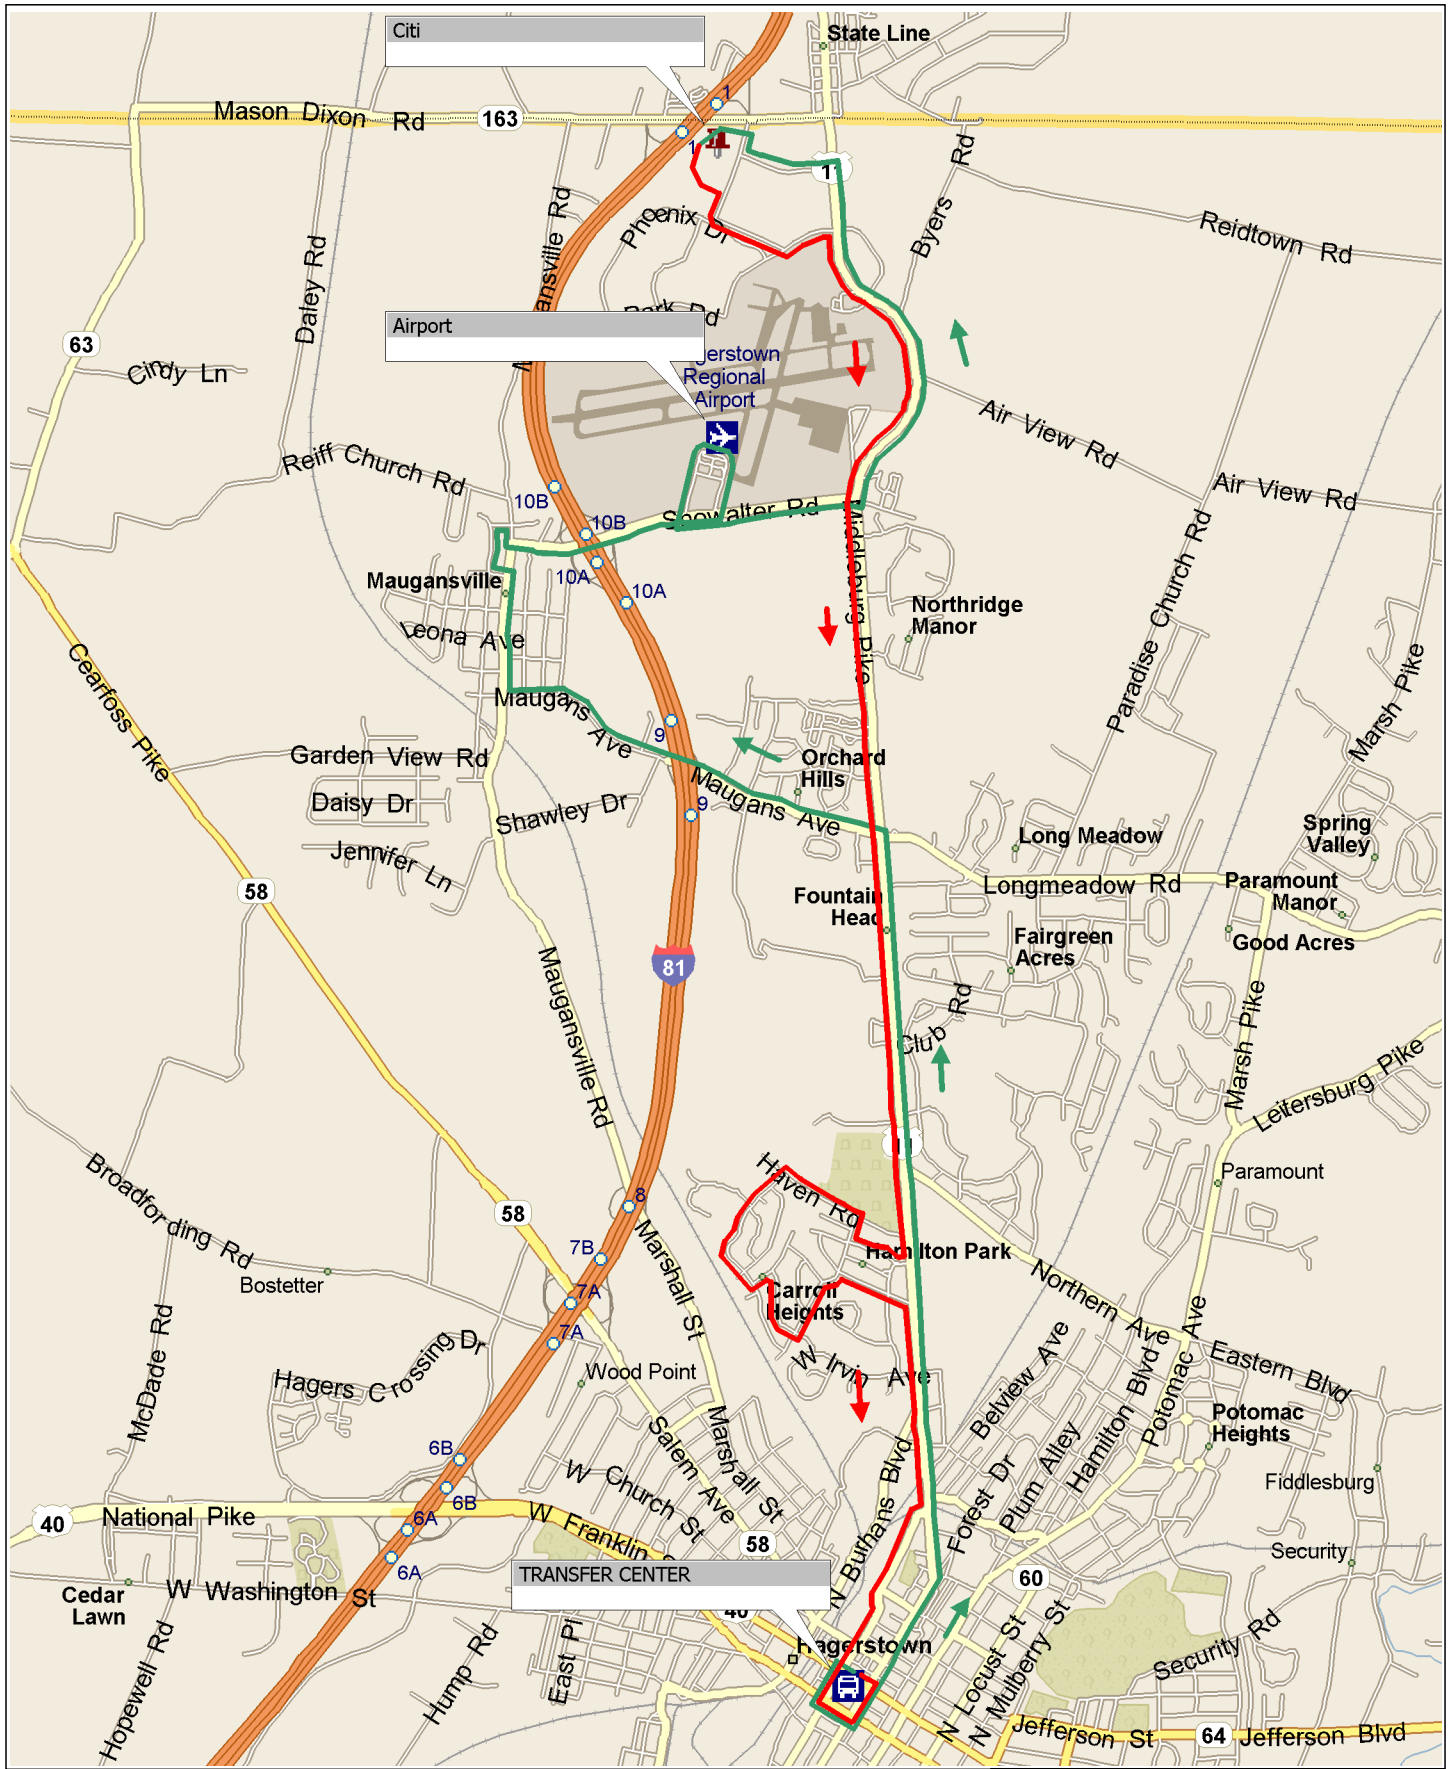 Citi
State Line
1
Mason Dixon Rd
163
1
11
Byers Rd
Reidtown Rd
Phoenix Dr
ansville Rd
Daley Rd
Park Rd
Airport
63
Cindy Ln
gerstown
Regional
Airport
Air View Rd
Reiff Church Rd
10B
Air View Rd
Showalter Rd
10B
Middleburg Pike
Paradise Church Rd
10A
Maugansville
10A
Northridge
Manor
Leona Ave
Cearfoss Pike
Marsh Pike
Maugans Ave
9
Garden View Rd
Orchard
Hills
Daisy Dr
Maugans Ave
9
Shawley Dr
Long Meadow
Spring
Valley
Jennifer Ln
58
Longmeadow Rd
Paramount
Manor
Fountain
Head
Fairgreen
Acres
Good Acres
81
Maugansville Rd
Club Rd
Marsh Pike
Leitersburg Pike
11
Broadfording Rd
Haven Rd
Paramount
58
8
Marshall St
Hamilton Park
7B
Bostetter
7A
Carroll
Heights
Northern Ave
7A
McDade Rd
Hagers Crossing Dr
Wood Point
W Irvin Ave
Belview Ave
Eastern Blvd
Potomac Ave
Hamilton Blvd
Potomac
Heights
Marshall St
Salem Ave
Plum Alley
6B
W Church St
N Burhans Blvd
Forest Dr
Fiddlesburg
6B
40
National Pike
6A
W Franklin S
58
Security
6A
TRANSFER CENTER
60
Cedar
Lawn
W Washington St
40
Hopewell Rd
Hump Rd
East Pl
Hagerstown
N Locust St
N Mulberry St
Security Rd
Jefferson St
64
Jefferson Blvd